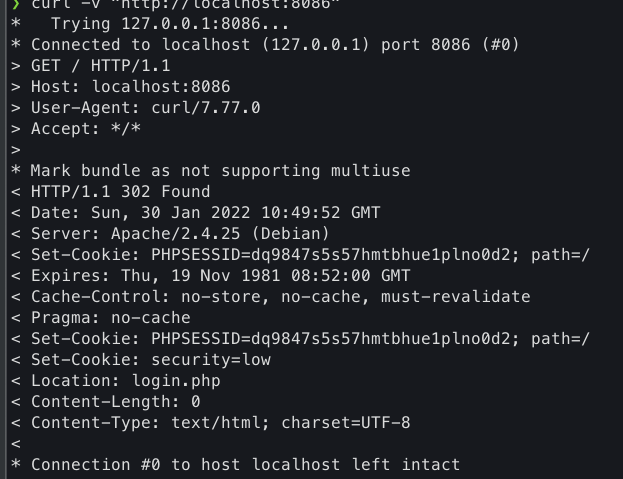 ❯ curl -v "http://localhost:8086"
*   Trying 127.0.0.1:8086...
* Connected to localhost (127.0.0.1) port 8086 (#0)
> GET / HTTP/1.1
> Host: localhost:8086
> User-Agent: curl/7.77.0
> Accept: */*
>
* Mark bundle as not supporting multiuse
< HTTP/1.1 302 Found
< Date: Sun, 30 Jan 2022 10:49:52 GMT
< Server: Apache/2.4.25 (Debian)
< Set-Cookie: PHPSESSID=dq9847s5s57hmtbhue1plno0d2; path=/
< Expires: Thu, 19 Nov 1981 08:52:00 GMT
< Cache-Control: no-store, no-cache, must-revalidate
< Pragma: no-cache
< Set-Cookie: PHPSESSID=dq9847s5s57hmtbhue1plno0d2; path=/
< Set-Cookie: security=low
< Location: login.php
< Content-Length: 0
< Content-Type: text/html; charset=UTF-8
<
* Connection #0 to host localhost left intact